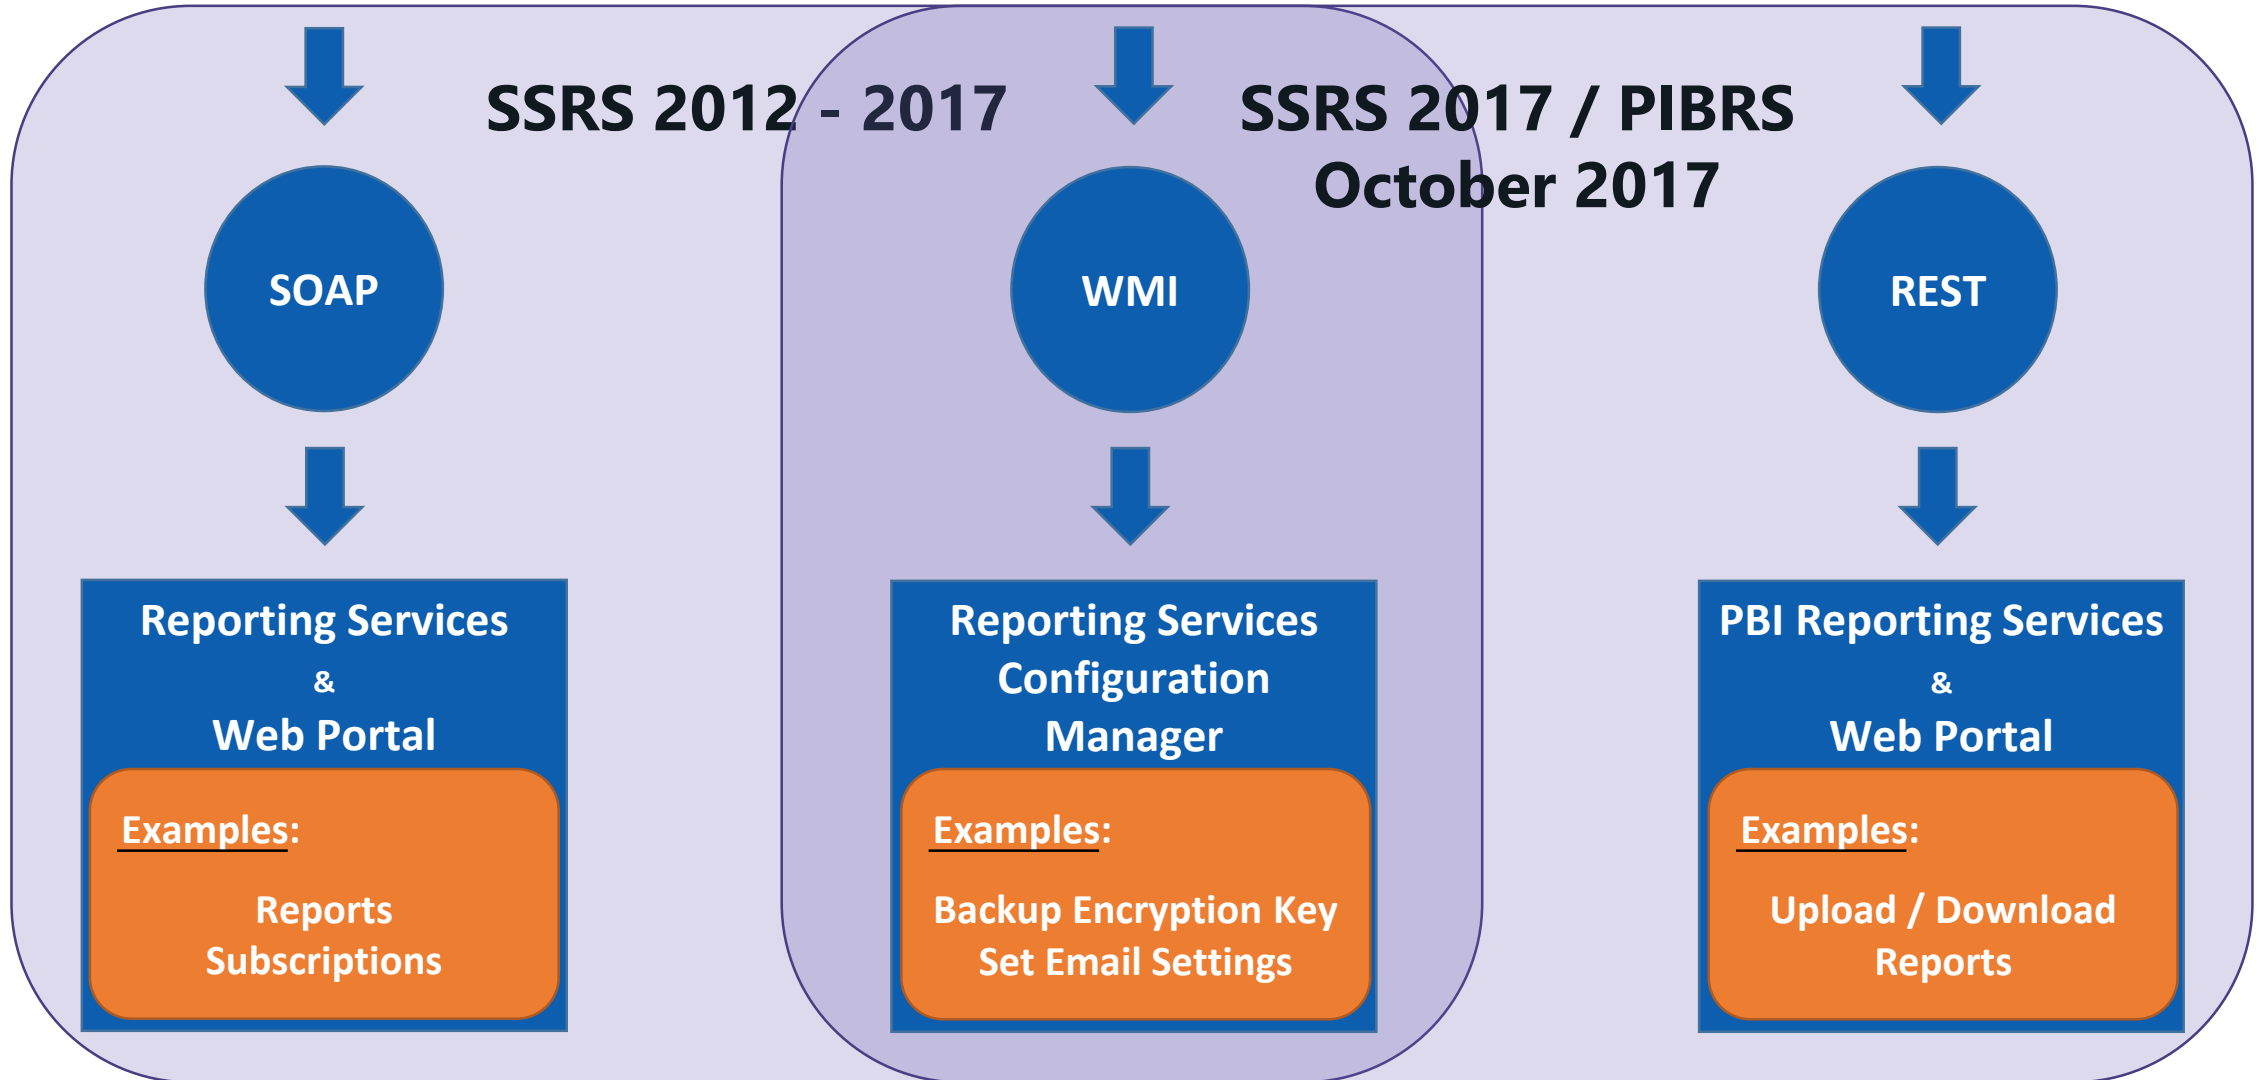 SSRS 2012 - 2017
SSRS 2017 / PIBRS
October 2017
SOAP
WMI
REST
Reporting Services
&
Web Portal
Examples:
Reports
Subscriptions
Reporting Services
Configuration
Manager
Examples:
Backup Encryption Key
Set Email Settings
PBI Reporting Services
&
Web Portal
Examples:
Upload / Download
Reports